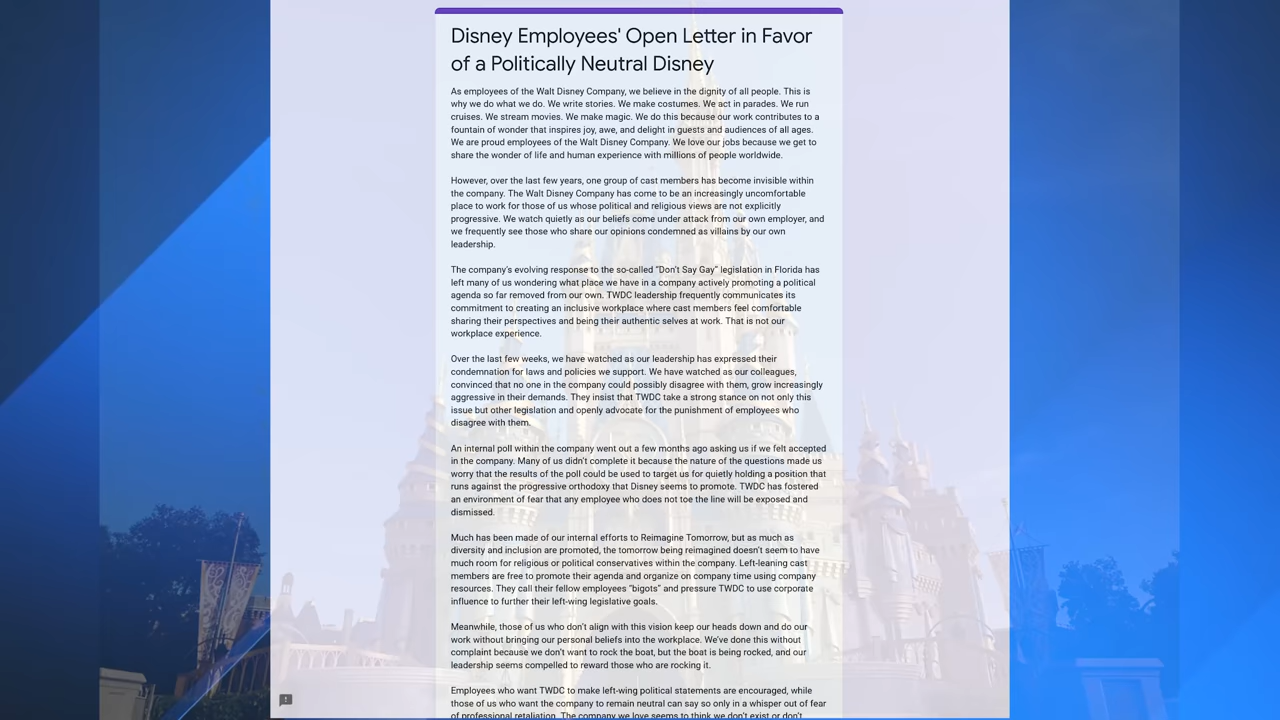 Disney Employees' Open Letter in Favor
of a Politically Neutral Disney
As employees of the Walt Disney Company, we believe in the dignity of all people. This is
why we do what we do. We write stories. We make costumes. We act in parades. We run
cruises. We stream movies. We make magic. We do this because our work contributes to a
fountain of wonder that inspires joy, awe, and delight in guests and audiences of all ages.
We are proud employees of the Walt Disney Company. We love our jobs because we get to
share the wonder of life and human experience with millions of people worldwide.
However, over the last few years, one group of cast members has become invisible within
the company. The Walt Disney Company has come to be an increasingly uncomfortable
place to work for those of us whose political and religious views are not explicitly
progressive. We watch quietly as our beliefs come under attack from our own employer, and
we frequently see those who share our opinions condemned as villains by our own
leadership.
The company's evolving response to the so-called “Don't Say Gay” legislation in Florida has
left many of us wondering what place we have in a company actively promoting a political
agenda so far removed from our own. TWDC leadership frequently communicates its
commitment to creating an inclusive workplace where cast members feel comfortable
sharing their perspectives and being their authentic selves at work. That is not our
workplace experience.
Over the last few weeks, we have watched as our leadership has expressed their
condemnation for laws and policies we support. We have watched as our colleagues,
convinced that no one in the company could possibly disagree with them, grow increasingly
aggressive in their demands. They insist that TWDC take a strong stance on not only this
issue but other legislation and openly advocate for the punishment of employees who
disagree with them.
An internal poll within the company went out a few months ago asking us if we felt accepted
in the company. Many of us didn't complete it because the nature of the questions made us
worry that the results of the poll could be used to target us for quietly holding a position that
runs against the progressive orthodoxy that Disney seems to promote. TWDC has fostered
an environment of fear that any employee who does not toe the line will be exposed and
dismissed.
Much has been made of our internal efforts to Reimagine Tomorrow, but as much as
diversity and inclusion are promoted, the tomorrow being reimagined doesn't seem to have
much room for religious or political conservatives within the company. Left-leaning cast
members are free to promote their agenda and organize on company time using company
resources. They call their fellow employees “bigots” and pressure TWDC to use corporate
influence to further their left-wing legislative goals.
Meanwhile, those of us who don't align with this vision keep our heads down and do our
work without bringing our personal beliefs into the workplace. We've done this without
complaint because we don't want to rock the boat, but the boat is being rocked, and our
leadership seems compelled to reward those who are rocking it.
Employees who want TWDC to make left-wing political statements are encouraged, while
those of us who want the company to remain neutral can say so only in a whisper out of fear
of professional retaliation. The company we love seems to think we don't exist or don't